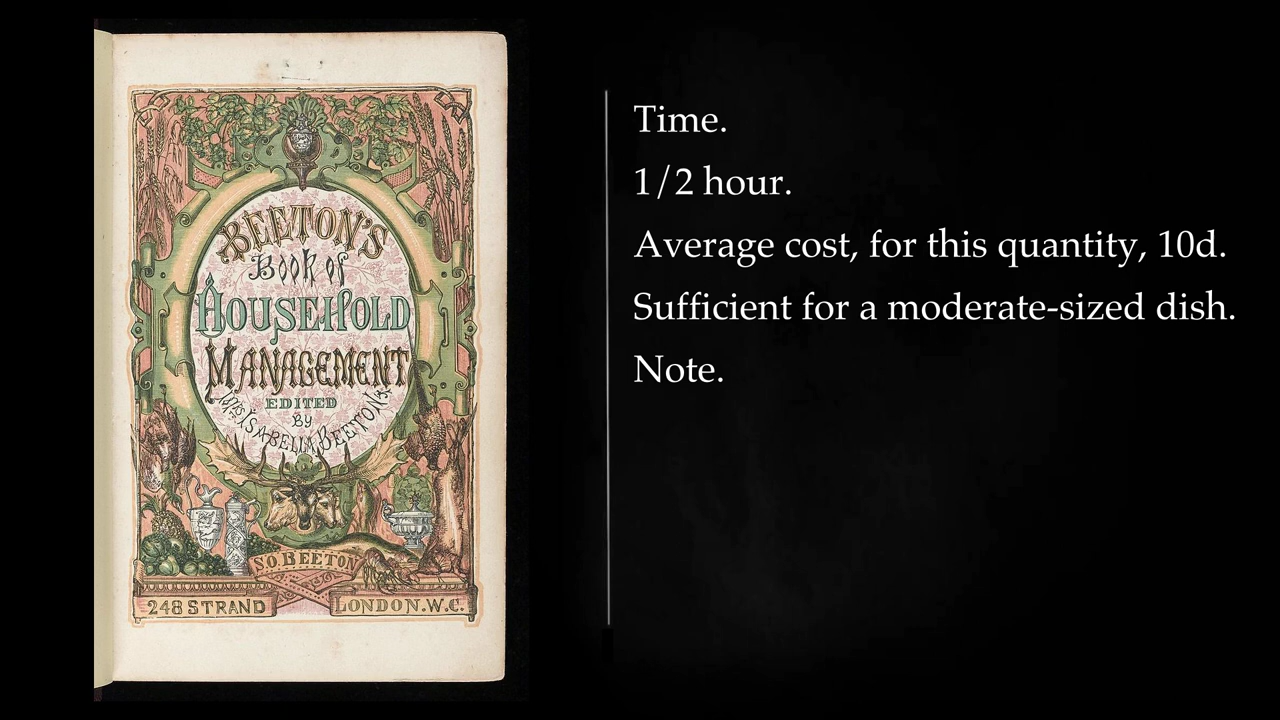 BEETON'S
Book of
HOUSEHOLD
MANAGEMENT
EDITED
BY
MRS ISABELLA BEETON
S.O. BEETON
248 STRAND
LONDON. W.C.
Time.
1/2 hour.
Average cost, for this quantity, 10d.
Sufficient for a moderate-sized dish.
Note.